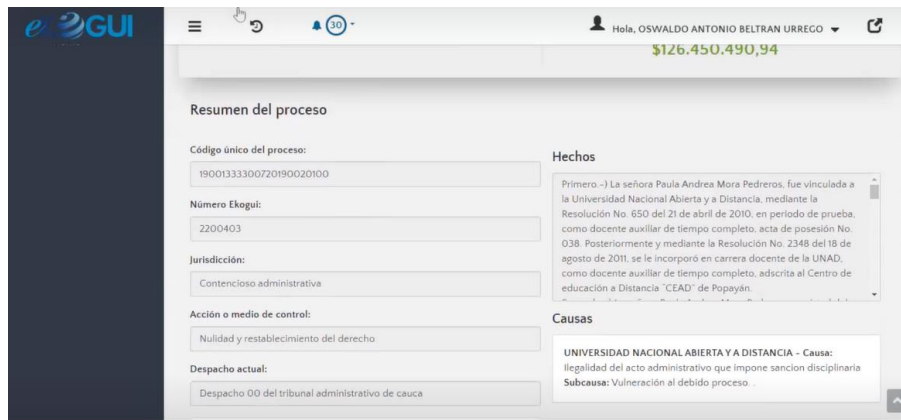 eKOGUI
30
Hola, OSWALDO ANTONIO BELTRAN URREGO
$126.450.490,94
Resumen del proceso
Código único del proceso:
19001333300720190020100
Número Ekogui:
2200403
Jurisdicción:
Contencioso administrativa
Acción o medio de control:
Nulidad y restablecimiento del derecho
Despacho actual:
Despacho 00 del tribunal administrativo de cauca
Hechos
Primero.-) La señora Paula Andrea Mora Pedreros, fue vinculada a
la Universidad Nacional Abierta y a Distancia, mediante la
Resolución No. 650 del 21 de abril de 2010, en periodo de prueba,
como docente auxiliar de tiempo completo, acta de posesión No.
038. Posteriormente y mediante la Resolución No. 2348 del 18 de
agosto de 2011, se le incorporó en carrera docente de la UNAD,
como docente auxiliar de tiempo completo, adscrita al Centro de
educación a Distancia "CEAD" de Popayán.
Causas
UNIVERSIDAD NACIONAL ABIERTA Y A DISTANCIA - Causa:
Ilegalidad del acto administrativo que impone sancion disciplinaria
Subcausa: Vulneración al debido proceso. .